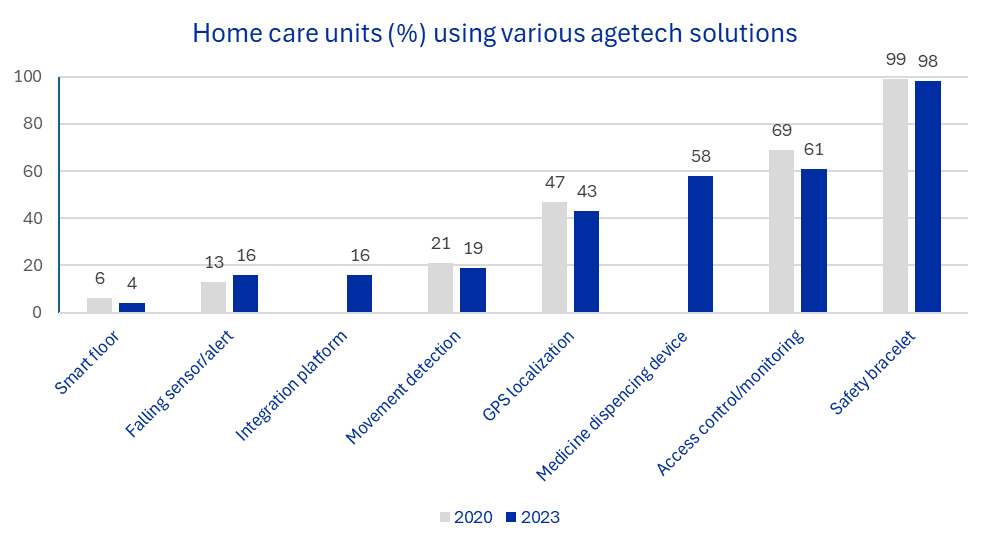 Home care units (%) using various agetech solutions
100
80
60
40
20
0
6
4
13
16
16
21
19
47
43
58
69
61
99
98
Smart floor
Falling sensor/alert
Integration platform
Movement detection
GPS localization
Medicine dispencing device
Access control/monitoring
Safety bracelet
2020
2023